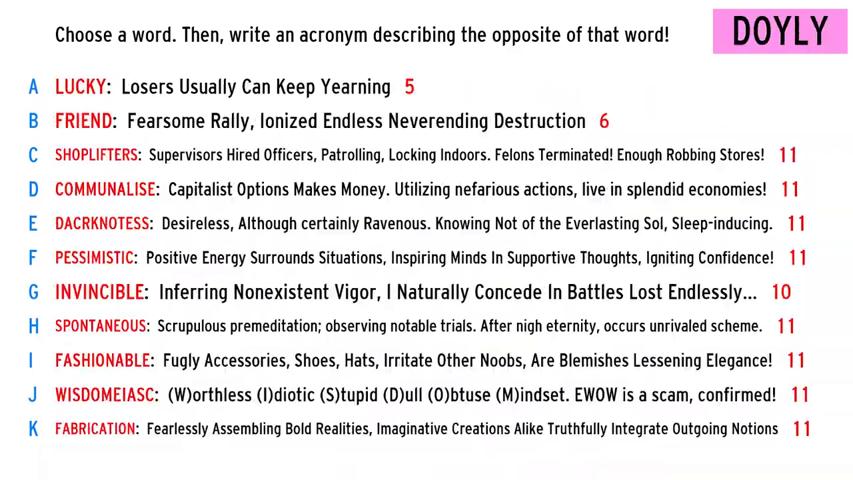 Choose a word. Then, write an acronym describing the opposite of that word!
DOYLY
A LUCKY: Losers Usually Can Keep Yearning 5
B FRIEND: Fearsome Rally, Ionized Endless Neverending Destruction 6
C SHOPLIFTERS: Supervisors Hired Officers, Patrolling, Locking Indoors. Felons Terminated! Enough Robbing Stores! 11
D COMMUNALISE: Capitalist Options Makes Money. Utilizing nefarious actions, live in splendid economies! 11
E DACRKNOTESS: Desireless, Although certainly Ravenous. Knowing Not of the Everlasting Sol, Sleep-inducing. 11
F PESSIMISTIC: Positive Energy Surrounds Situations, Inspiring Minds In Supportive Thoughts, Igniting Confidence! 11
G INVINCIBLE: Inferring Nonexistent Vigor, I Naturally Concede In Battles Lost Endlessly... 10
H SPONTANEOUS: Scrupulous premeditation; observing notable trials. After nigh eternity, occurs unrivaled scheme. 11
I FASHIONABLE: Fugly Accessories, Shoes, Hats, Irritate Other Noobs, Are Blemishes Lessening Elegance! 11
J WISDOMEIASC: (W)orthless (I)diotic (S)tupid (D)ull (O)btuse (M)indset. EWOW is a scam, confirmed! 11
K FABRICATION: Fearlessly Assembling Bold Realities, Imaginative Creations Alike Truthfully Integrate Outgoing Notions 11